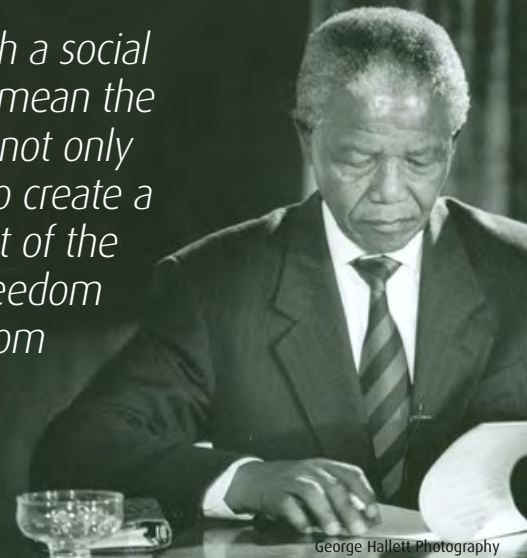 h a social
mean the
not only
o create a
t of the
eedom
om
George Hallett Photography